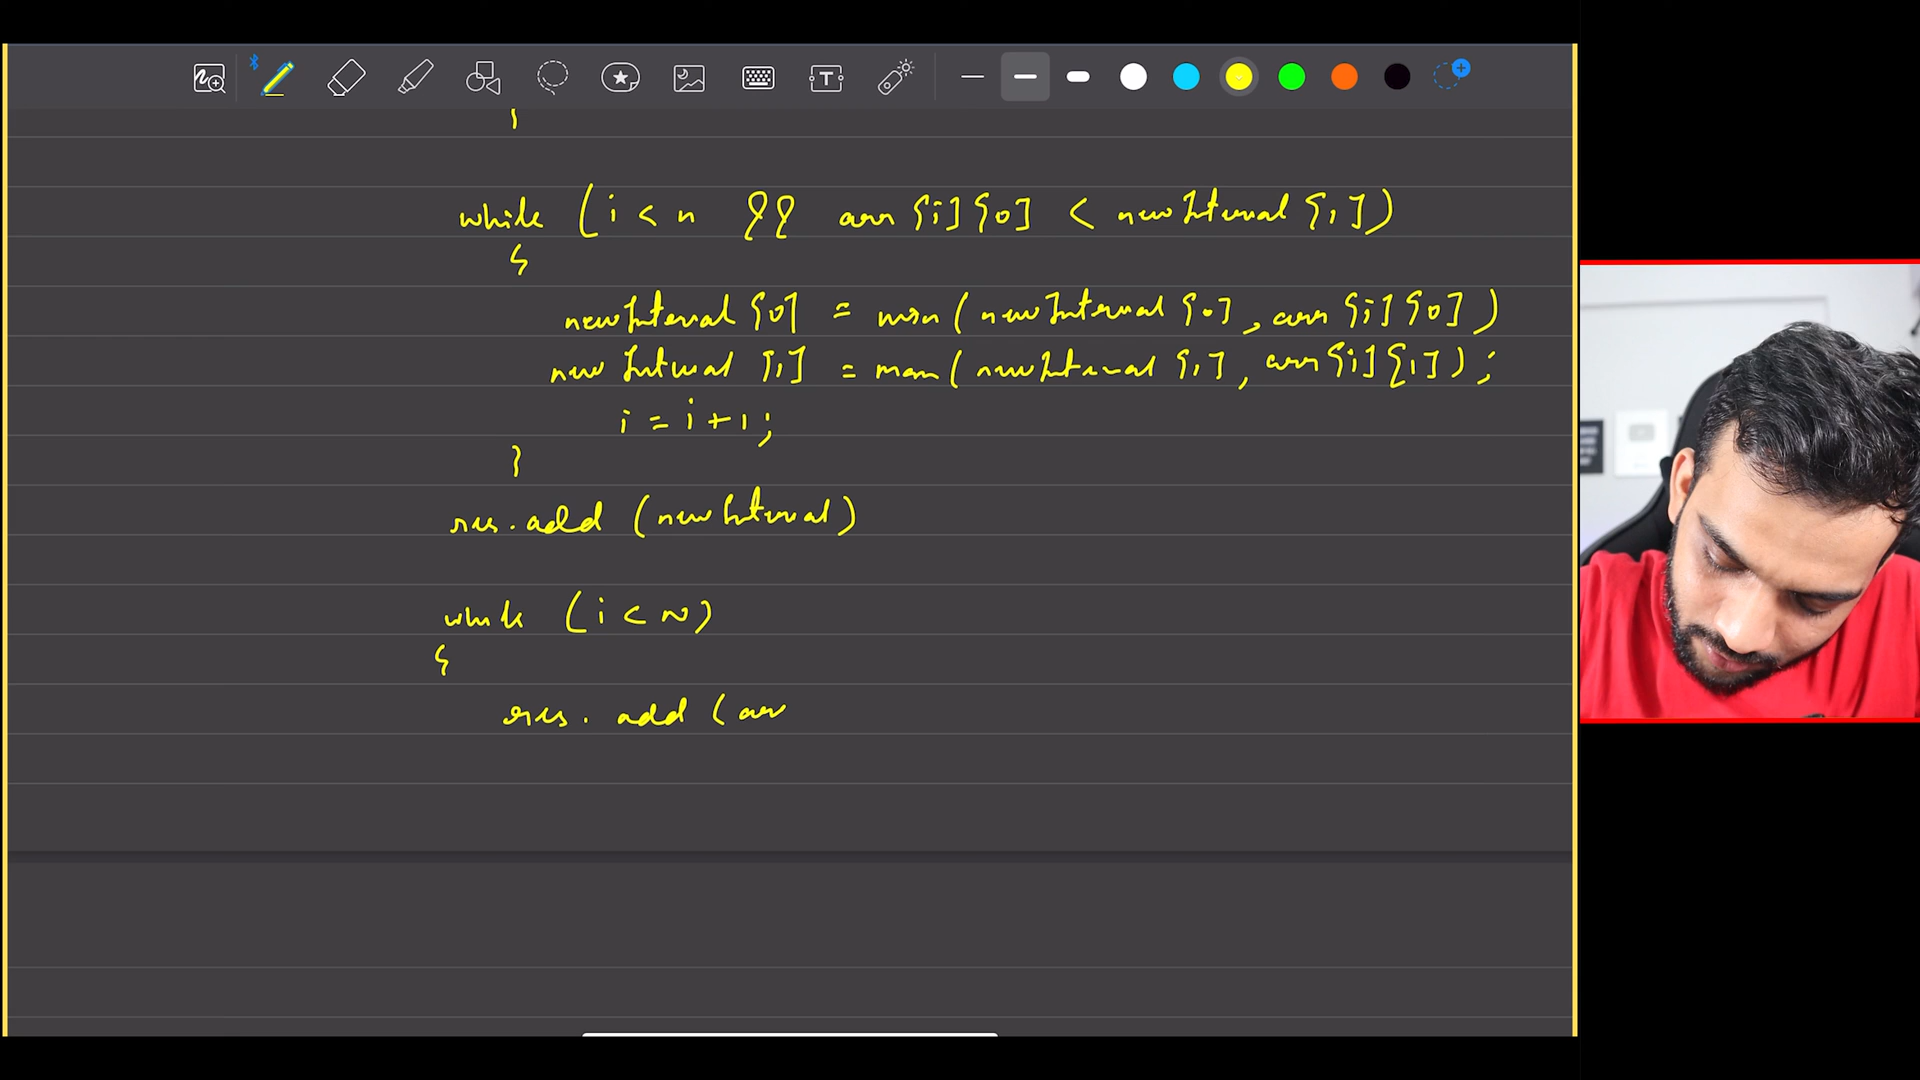 }
while (i < n && arr[i][0] < newInterval[1])
{
newInterval[0] = min(newInterval[0], arr[i][0])
newInterval[1] = max(newInterval[1], arr[i][1]);
i = i+1;
}
res.add(newInterval)
while (i < n)
{
res.add(arr